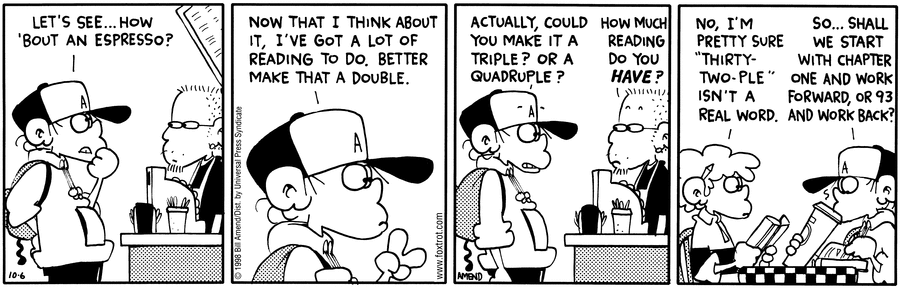 LET'S SEE...HOW
'BOUT AN ESPRESSO?
A
10·6
NOW THAT I THINK ABOUT
IT, I'VE GOT A LOT OF
READING TO DO. BETTER
MAKE THAT A DOUBLE.
A
© 1998 Bill Amend/Dist. by Universal Press Syndicate
www.foxtrot.com
ACTUALLY, COULD
YOU MAKE IT A
TRIPLE? OR A
QUADRUPLE?
HOW MUCH
READING
DO YOU
HAVE?
A
AMEND
NO, I'M
PRETTY SURE
"THIRTY-
TWO-PLE"
ISN'T A
REAL WORD.
SO... SHALL
WE START
WITH CHAPTER
ONE AND WORK
FORWARD, OR 93
AND WORK BACK?
A